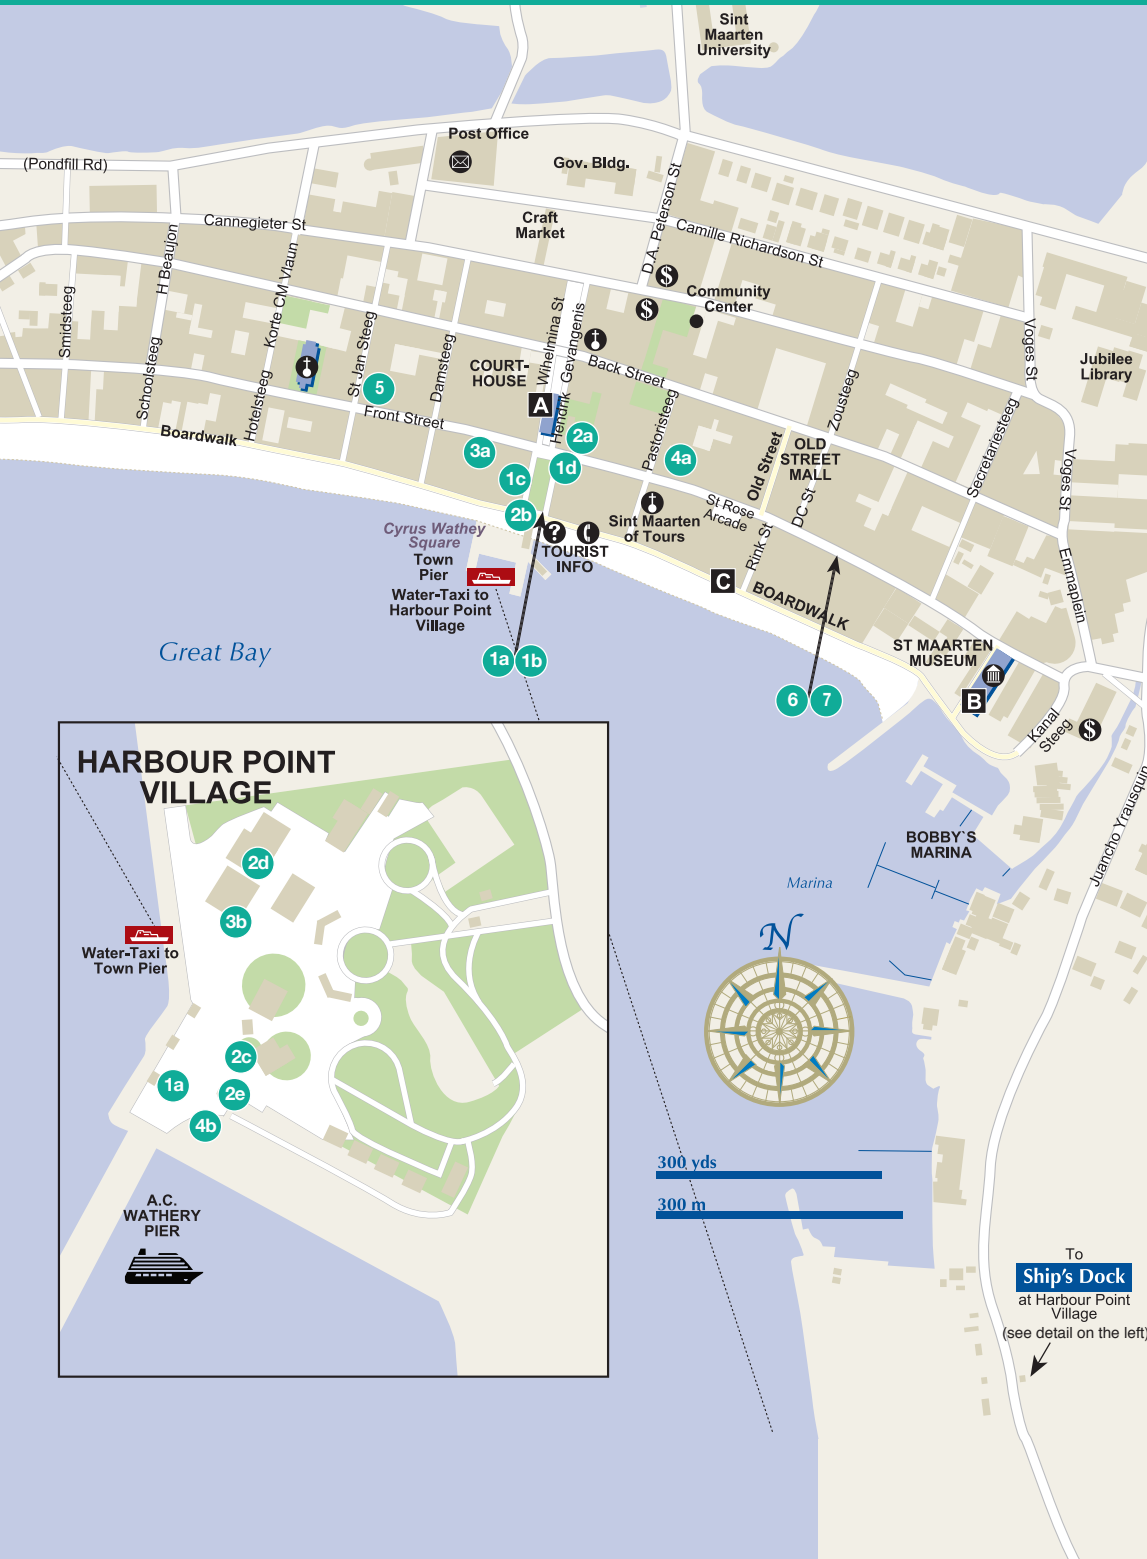 Sint
Maarten
University
Post Office
(Pondfill Rd)
Gov. Bldg.
D.A. Peterson St
Cannegieter St
Craft
Market
Camille Richardson St
H Beaujon
Korte CM Vlaun
$
Community
Center
$
Smidsteeg
Schoolsteeg
Hotelsteeg
St Jan Steeg
Damsteeg
Wihelmina St
Hendrik Gevangenis
Voges St
Jubilee
Library
COURT-
HOUSE
Back Street
5
A
Front Street
Pastoristeeg
Zousteeg
Secretariesteeg
Boardwalk
2a
3a
1d
4a
Old Street
OLD
STREET
MALL
Voges St
1c
2b
St Rose
Arcade
DC St
Cyrus Wathey
Square
?
TOURIST
INFO
Sint Maarten
of Tours
Rink St
Town
Pier
Water-Taxi to
Harbour Point
Village
C
BOARDWALK
Emmaplein
Great Bay
1a
1b
ST MAARTEN
MUSEUM
6
7
B
Kanal
Steeg
$
HARBOUR POINT
VILLAGE
Juancho Yrausquin
BOBBY`S
MARINA
2d
Marina
3b
N
Water-Taxi to
Town Pier
2c
1a
2e
4b
300 yds
300 m
A.C.
WATHERY
PIER
To
Ship's Dock
at Harbour Point
Village
(see detail on the left)